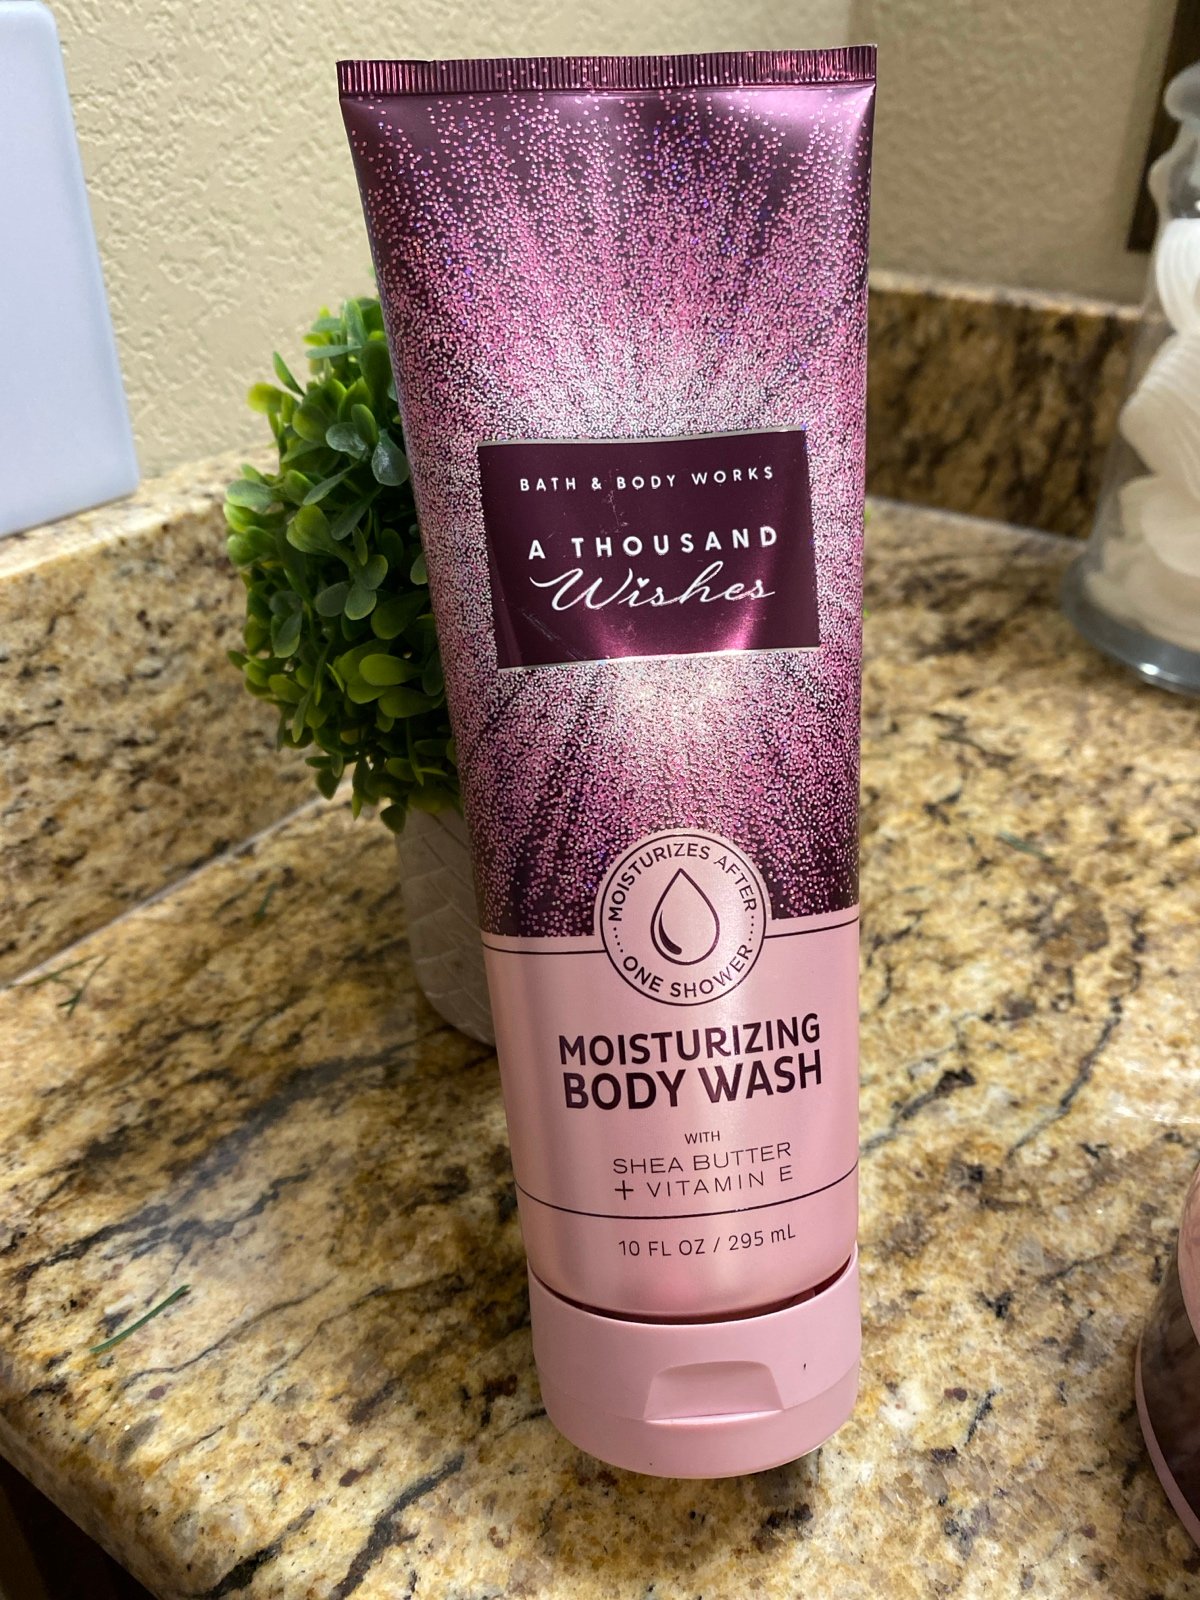 BATH & BODY WORKS
A THOUSAND
Wishes
MOISTURIZES AFTER
ONE SHOWER
MOISTURIZING
BODY WASH
WITH
SHEA BUTTER
+ VITAMIN E
10 FL OZ / 295 mL